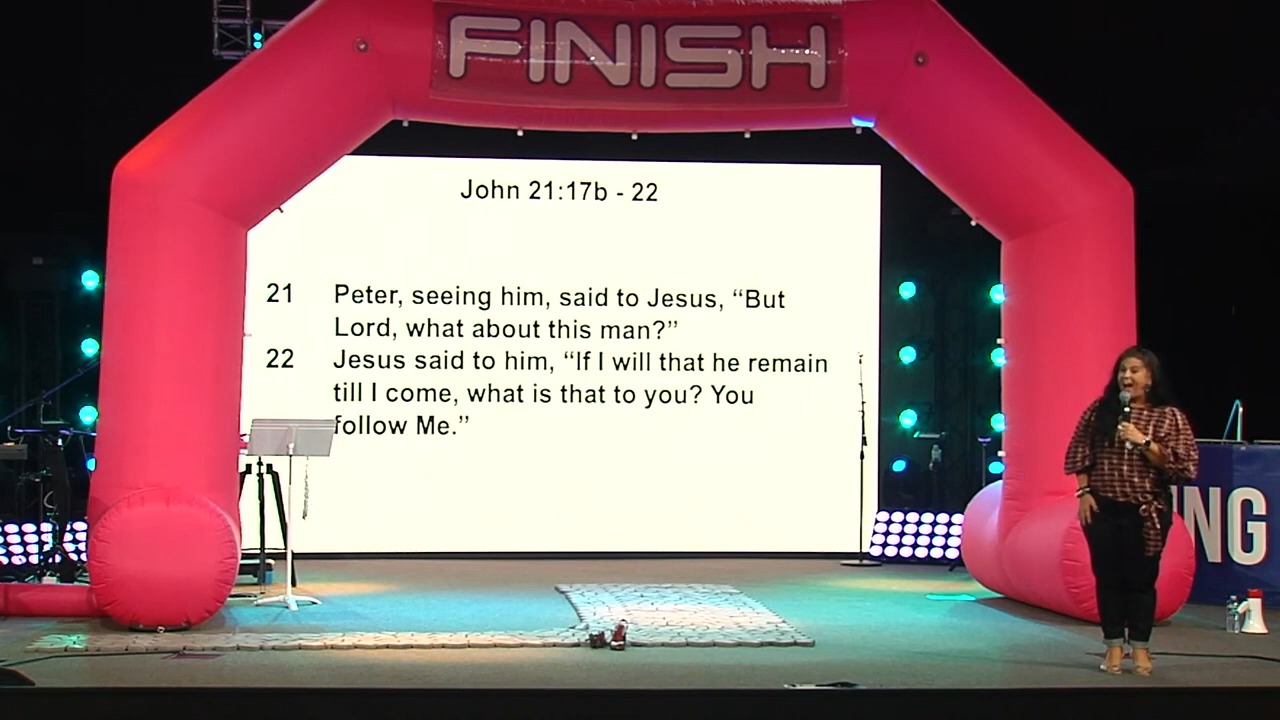 FINISH
John 21:17b - 22
21 Peter, seeing him, said to Jesus, “But
Lord, what about this man?”
22 Jesus said to him, “If I will that he remain
till I come, what is that to you? You
follow Me.”
NG